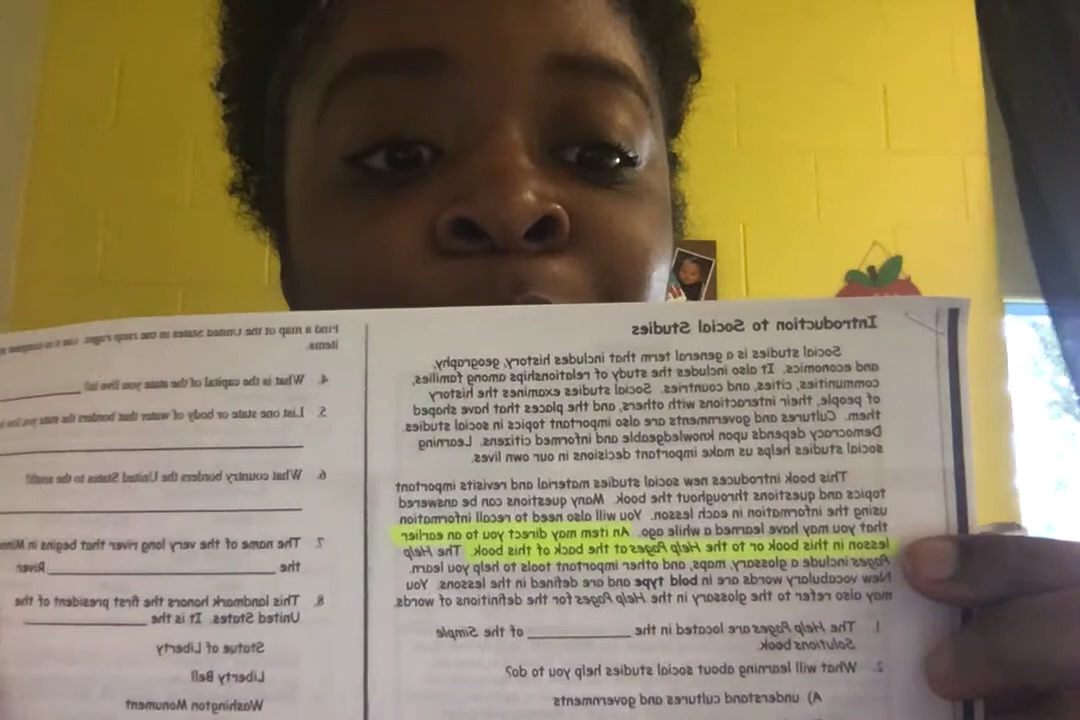 Introduction to Social Studies
Social studies is a general term that includes history, geography,
and economics. It also includes the study of relationships among families,
communities, cities, and countries. Social studies examines the history
of people, their interactions with others, and the places that have shaped
them. Cultures and governments are also important topics in social studies.
Democracy depends upon knowledgeable and informed citizens. Learning
social studies helps us make important decisions in our own lives.
This book introduces new social studies material and revisits important
topics and questions throughout the book. Many questions can be answered
using the information in each lesson. You will also need to recall information
that you may have learned a while ago. An item may direct you to an earlier
lesson in this book or to the Help Pages at the back of this book. The Help
Pages include a glossary, maps, and other important tools to help you learn.
New vocabulary words are in bold type and are defined in the lessons. You
may also refer to the glossary in the Help Pages for the definitions of words.
1. The Help Pages are located in the __________ of the Simple
Solutions book.
2. What will learning about social studies help you to do?
A) understand cultures and governments
Find a map of the United States in the
items.
4. What is the capital of the state you live in?
5. List one state or body of water that borders the state you live
6. What country borders the United States to the south?
7. The name of the very long river that begins in
the __________ River.
8. This landmark honors the first president of the
United States. It is the __________
Statue of Liberty
Liberty Bell
Washington Monument